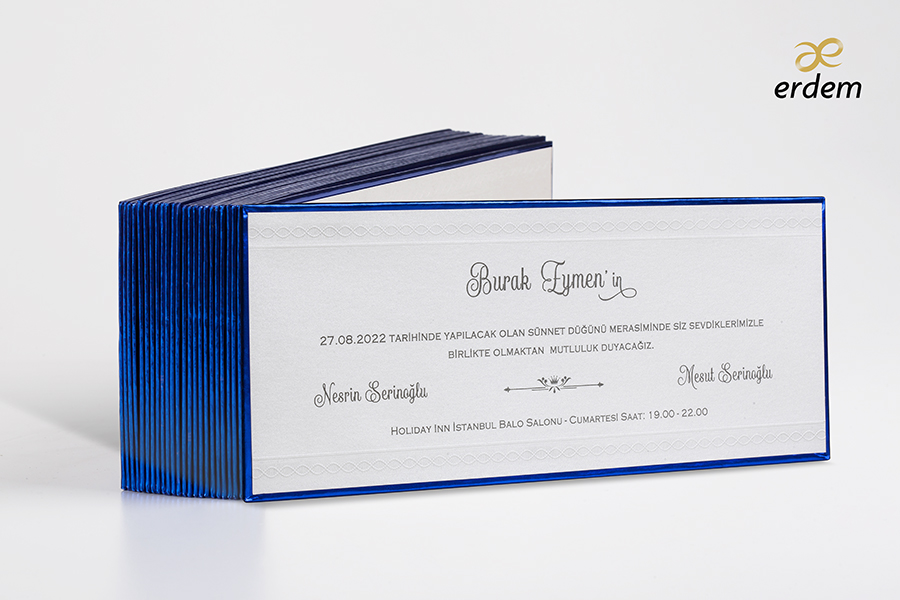 erdem
Burak Eymen'in
27.08.2022 TARİHİNDE YAPILACAK OLAN SÜNNET DÜĞÜNÜ MERASİMİNDE SİZ SEVDİKLERİMİZLE
BİRLİKTE OLMAKTAN MUTLULUK DUYACAĞIZ.
Nesrin Serinoğlu
Mesut Serinoğlu
HOLIDAY INN İSTANBUL BALO SALONU - CUMARTESİ SAAT: 19.00 - 22.00